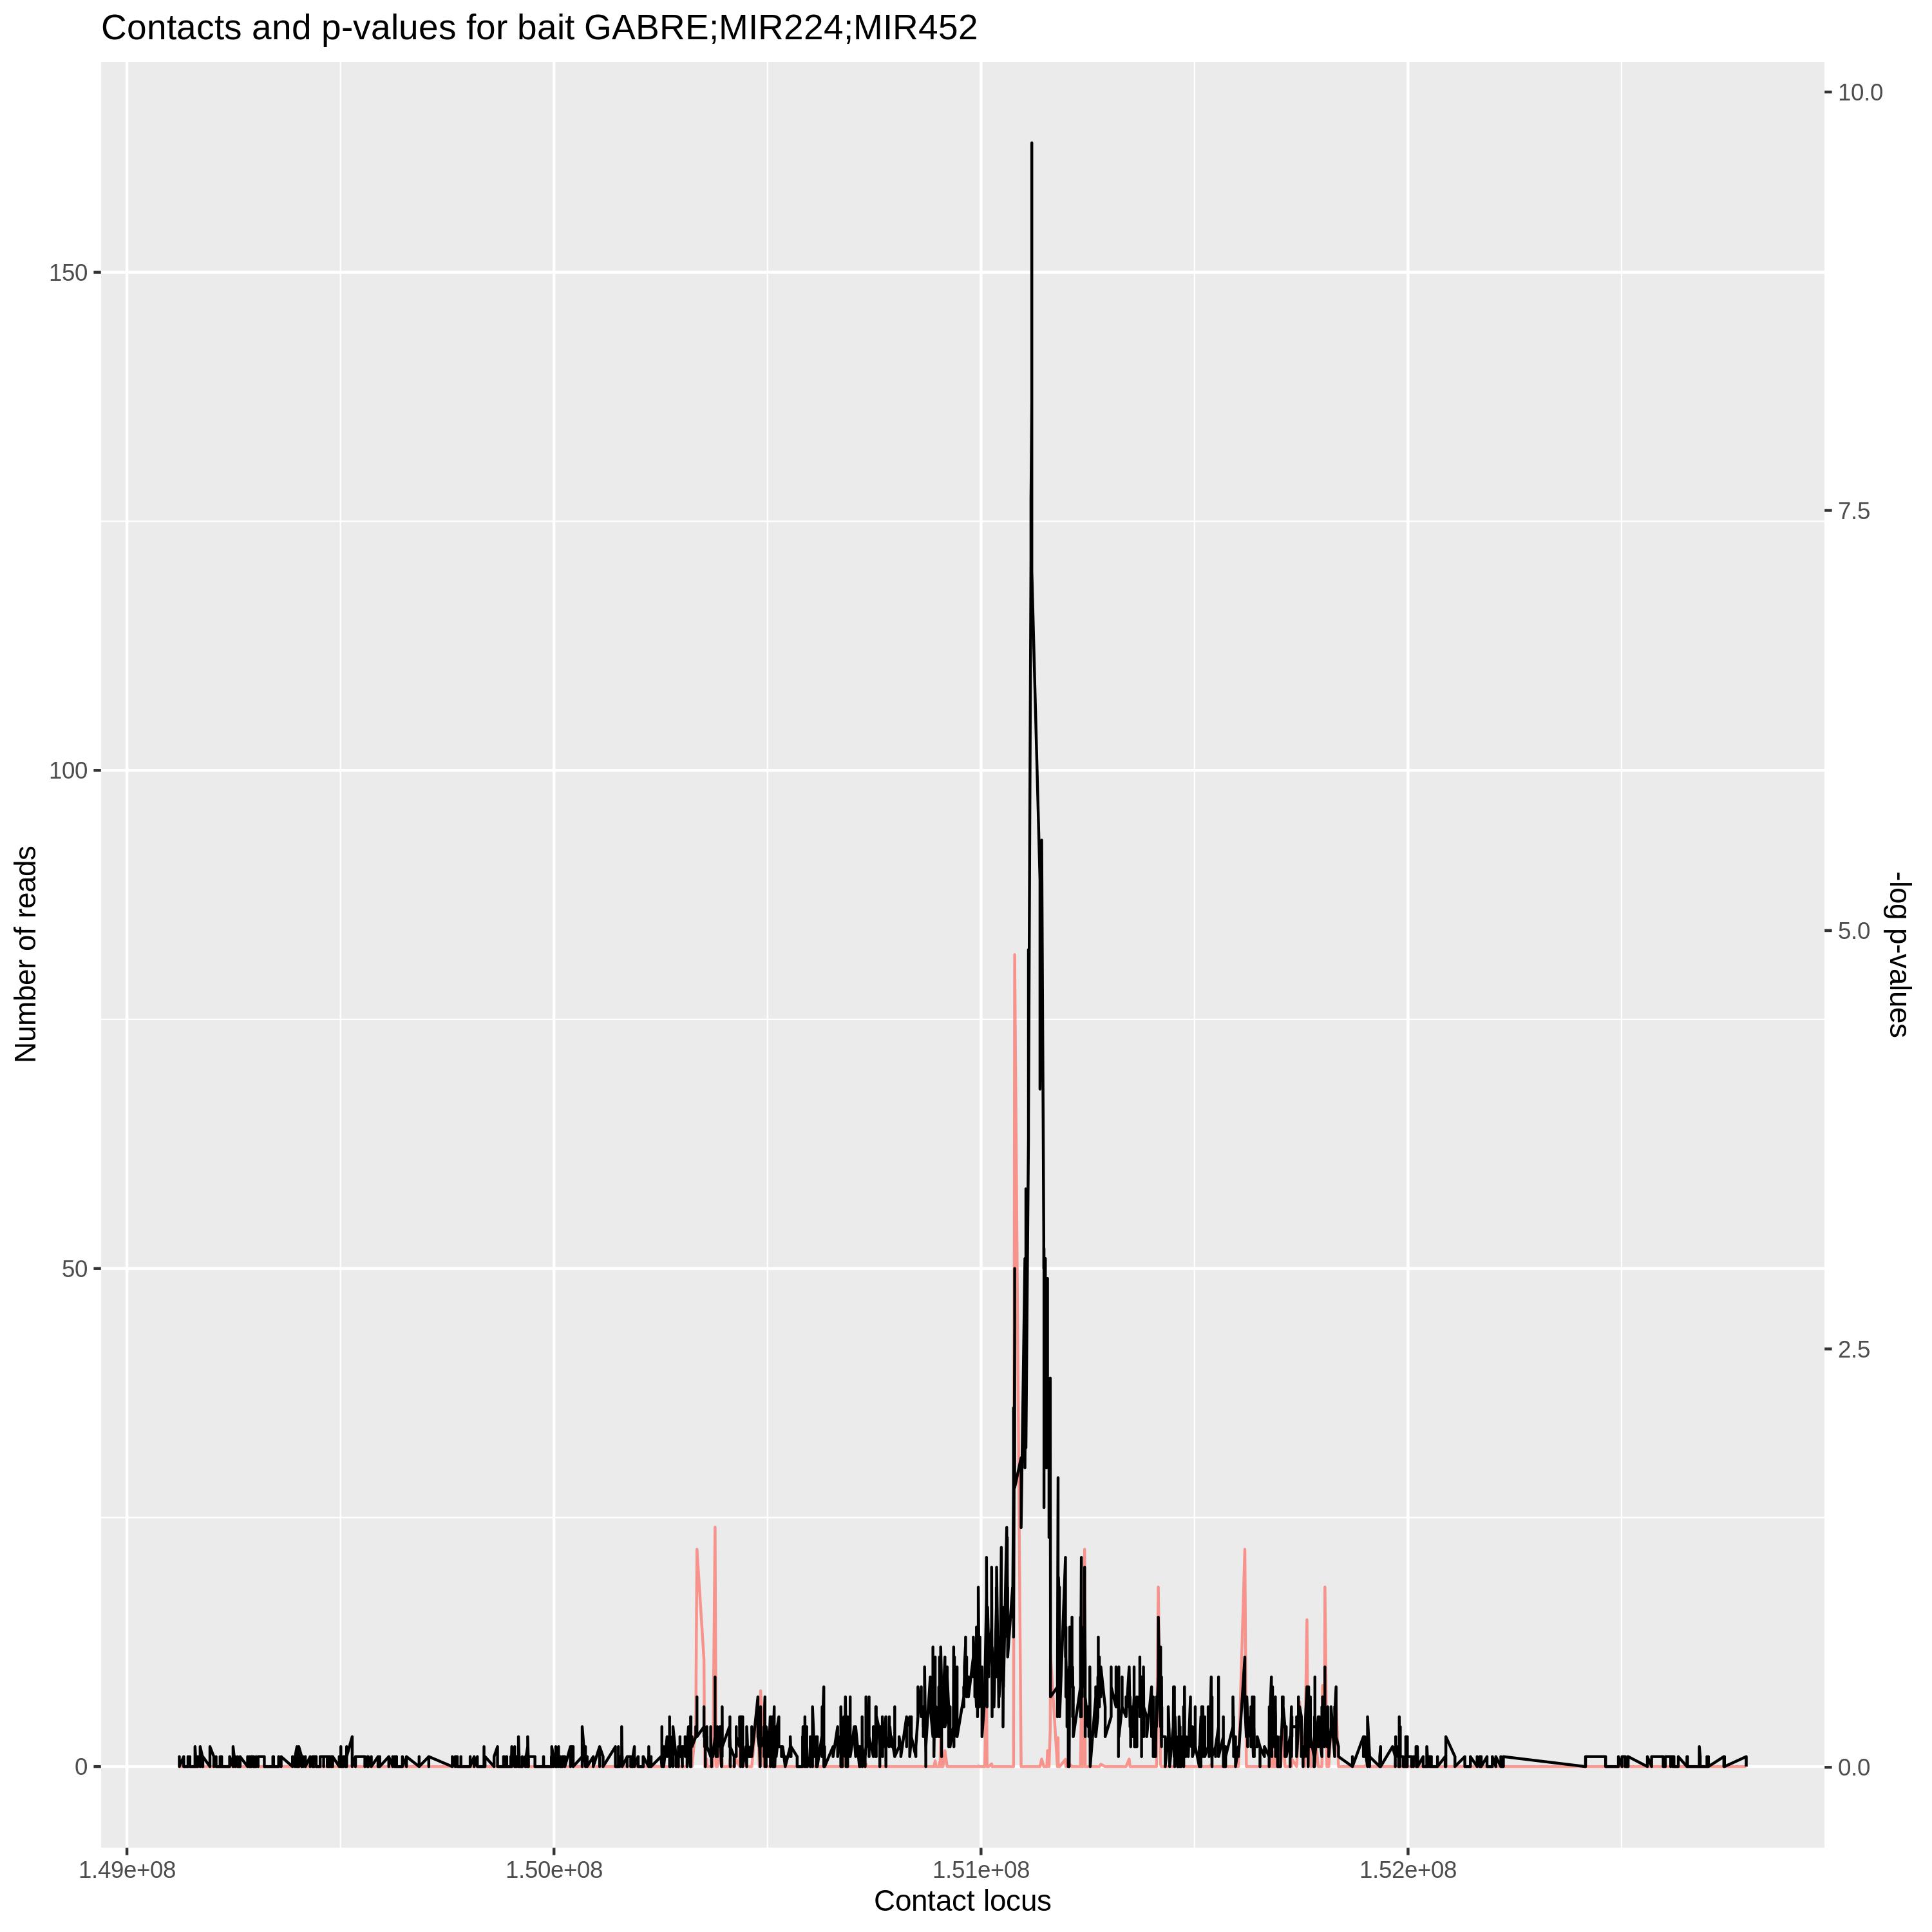 Contacts and p-values for bait GABRE;MIR224;MIR452
Number of reads
150
100
50
0
10.0
7.5
5.0
2.5
0.0
-log p-values
1.49e+08
1.50e+08
1.51e+08
1.52e+08
Contact locus